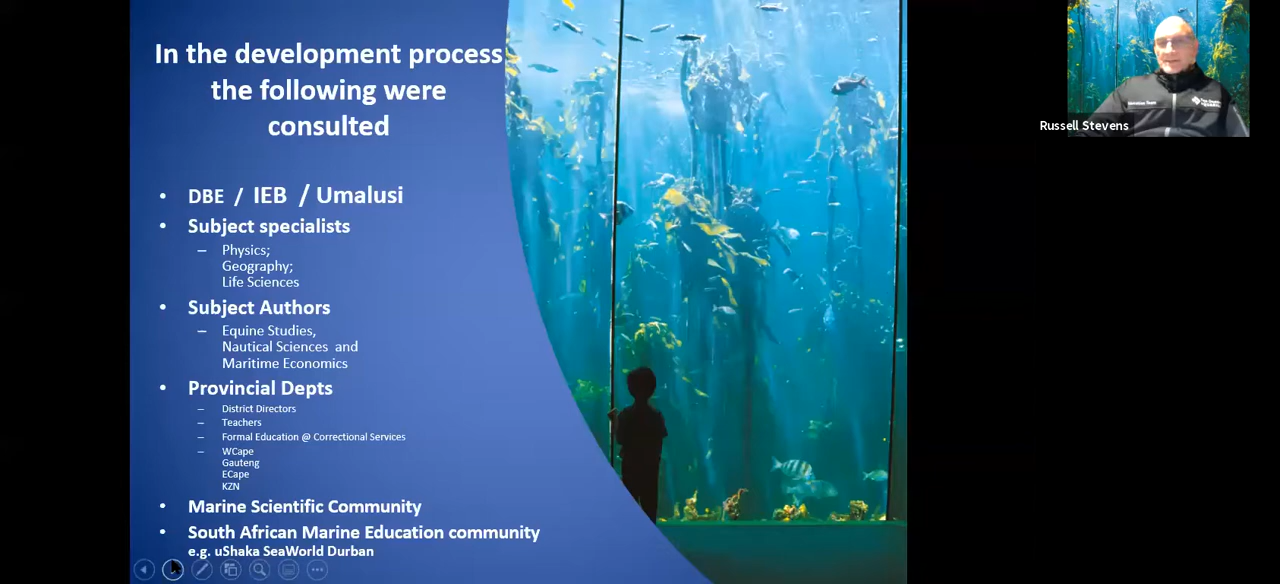 In the development process
the following were
consulted
• DBE / IEB / Umalusi
• Subject specialists
– Physics;
Geography;
Life Sciences
• Subject Authors
– Equine Studies,
Nautical Sciences and
Maritime Economics
• Provincial Depts
– District Directors
– Teachers
– Formal Education @ Correctional Services
– WCape
Gauteng
ECape
KZN
• Marine Scientific Community
• South African Marine Education community
e.g. uShaka SeaWorld Durban
Russell Stevens